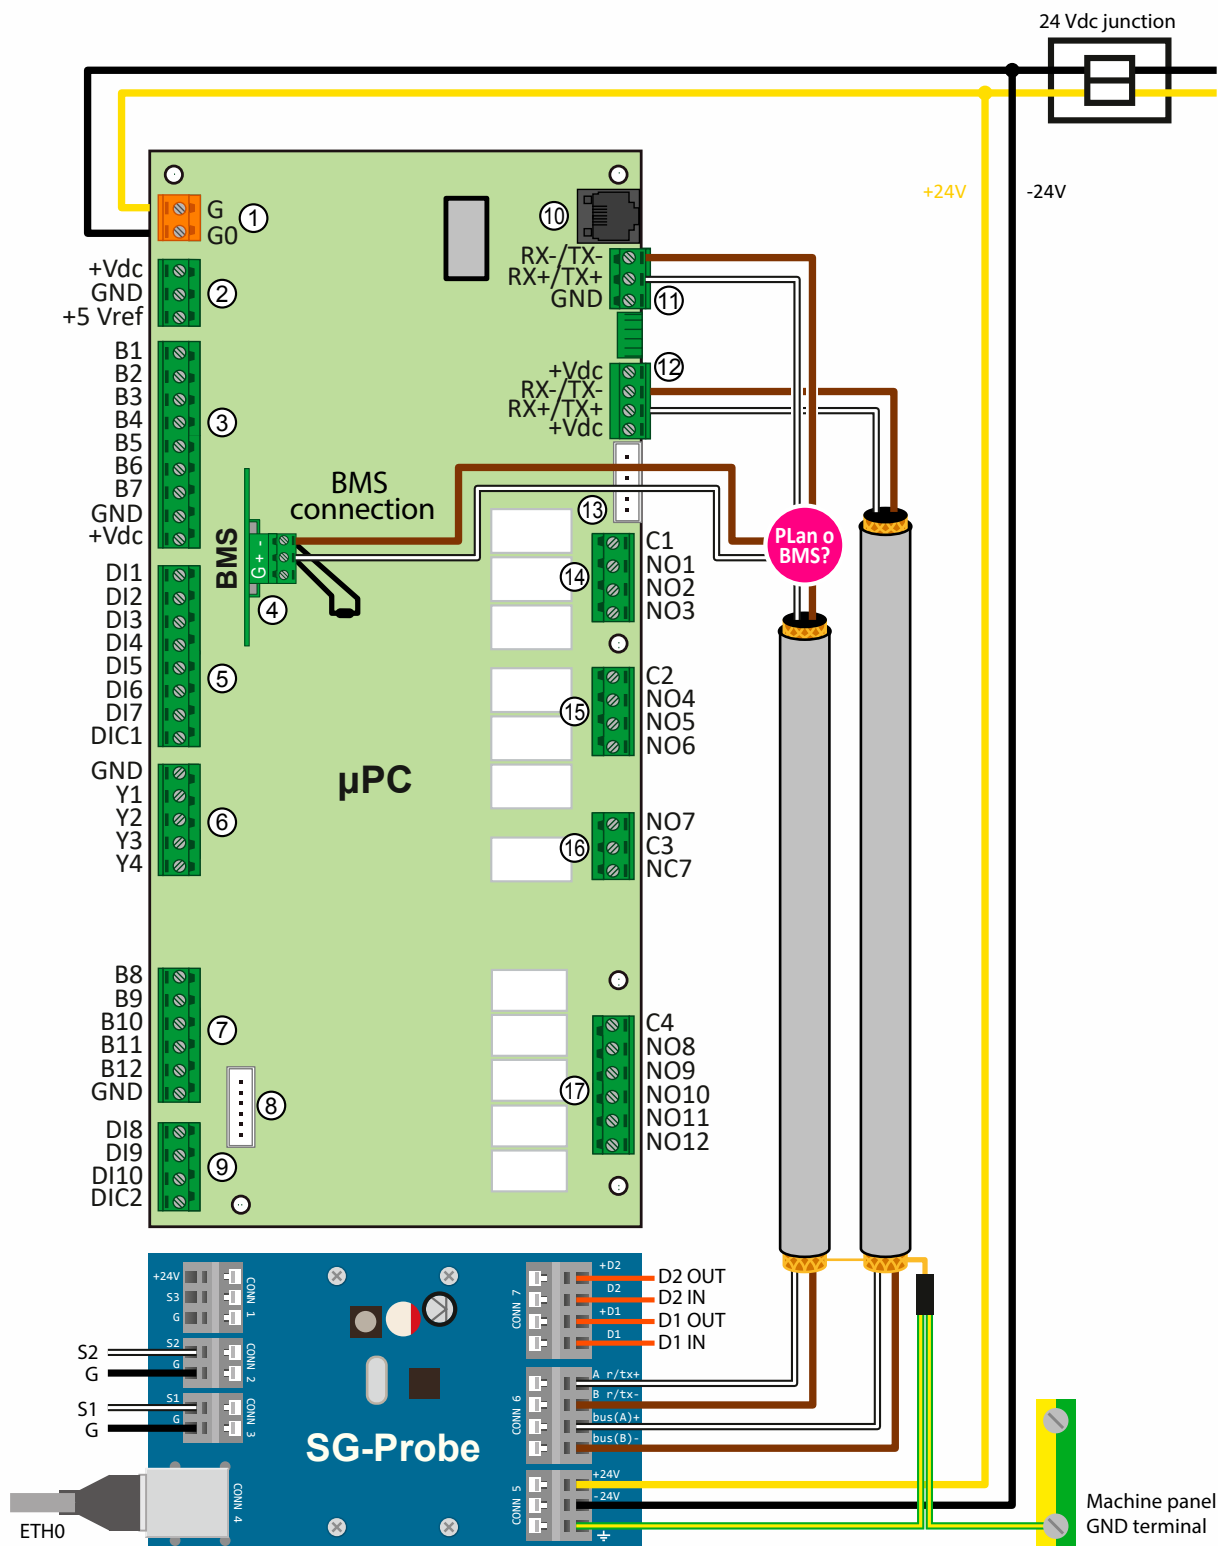 24 Vdc junction
+24V
-24V
G
G0
1
+Vdc
GND
+5 Vref
2
B1
B2
B3
B4
B5
B6
B7
GND
+Vdc
3
BMS
G + -
4
BMS
connection
DI1
DI2
DI3
DI4
DI5
DI6
DI7
DIC1
5
GND
Y1
Y2
Y3
Y4
6
µPC
B8
B9
B10
B11
B12
GND
7
8
DI8
DI9
DI10
DIC2
9
10
RX-/TX-
RX+/TX+
GND
11
12
+Vdc
RX-/TX-
RX+/TX+
+Vdc
13
PLan o
BMS?
C1
NO1
NO2
NO3
14
C2
NO4
NO5
NO6
15
NO7
C3
NC7
16
C4
NO8
NO9
NO10
NO11
NO12
17
+24V
S3
G
CONN 1
S2
G
S2
G
CONN 2
S1
G
S1
G
CONN 3
CONN 4
ETH0
SG-Probe
CONN 7
+D2
D2
+D1
D1
D2 OUT
D2 IN
D1 OUT
D1 IN
CONN 6
A r/tx+
B r/tx-
bus(A)+
bus(B)-
CONN 5
+24V
-24V
Machine panel
GND terminal